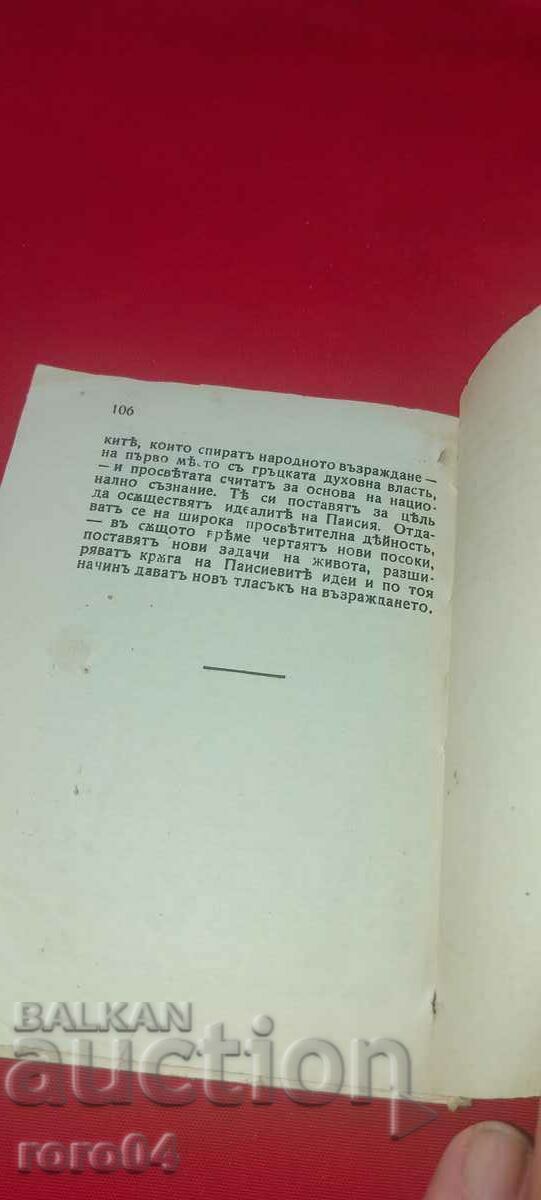 106
китѣ, които спиратъ народното възраждане —
на първо мѣсто съ гръцката духовна власть,
— и просветата считатъ за основа на нацио-
нално съзнание. Тѣ си поставятъ за цѣль
да осѫществятъ идеалитѣ на Паисия. Отда-
ватъ се на широка просвѣтителна дѣйность,
— въ сѫщото врѣме чертаятъ нови посоки,
поставятъ нови задачи на живота, разши-
ряватъ крѫга на Паисиевитѣ идеи и по тоя
начинъ даватъ новъ тласъкъ на възраждането.
BALKAN
auction
roro04